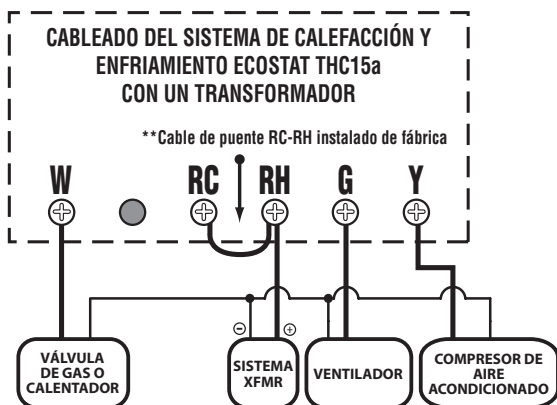 CABLEADO DEL SISTEMA DE CALEFACCIÓN Y
ENFRIAMIENTO ECOSTAT THC15a
CON UN TRANSFORMADOR
**Cable de puente RC-RH instalado de fábrica
W RC RH G Y
⊖ ⊕
VÁLVULA
DE GAS O
CALENTADOR
SISTEMA
XFMR
VENTILADOR
COMPRESOR DE
AIRE
ACONDICIONADO